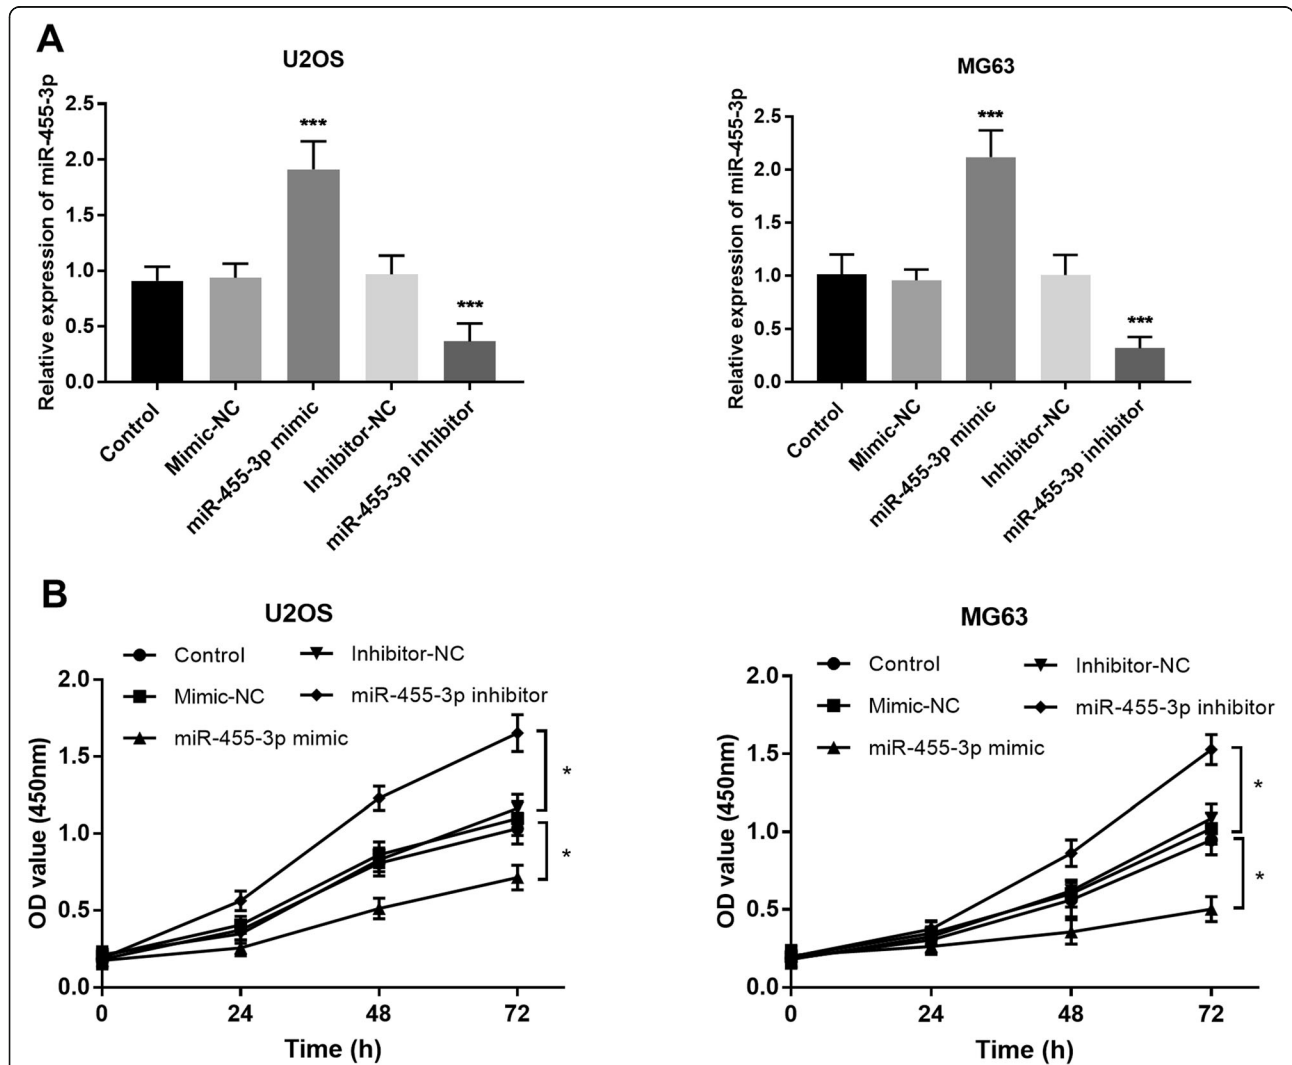 A
U2OS
Relative expression of miR-455-3p
2.5
2.0
1.5
1.0
0.5
0.0
***
***
Control
Mimic-NC
miR-455-3p mimic
Inhibitor-NC
miR-455-3p inhibitor
MG63
Relative expression of miR-455-3p
2.5
2.0
1.5
1.0
0.5
0.0
***
***
Control
Mimic-NC
miR-455-3p mimic
Inhibitor-NC
miR-455-3p inhibitor
B
U2OS
Control
Mimic-NC
miR-455-3p mimic
Inhibitor-NC
miR-455-3p inhibitor
OD value (450nm)
2.0
1.5
1.0
0.5
0.0
*
*
0
24
48
72
Time (h)
MG63
Control
Mimic-NC
miR-455-3p mimic
Inhibitor-NC
miR-455-3p inhibitor
OD value (450nm)
2.0
1.5
1.0
0.5
0.0
*
*
0
24
48
72
Time (h)